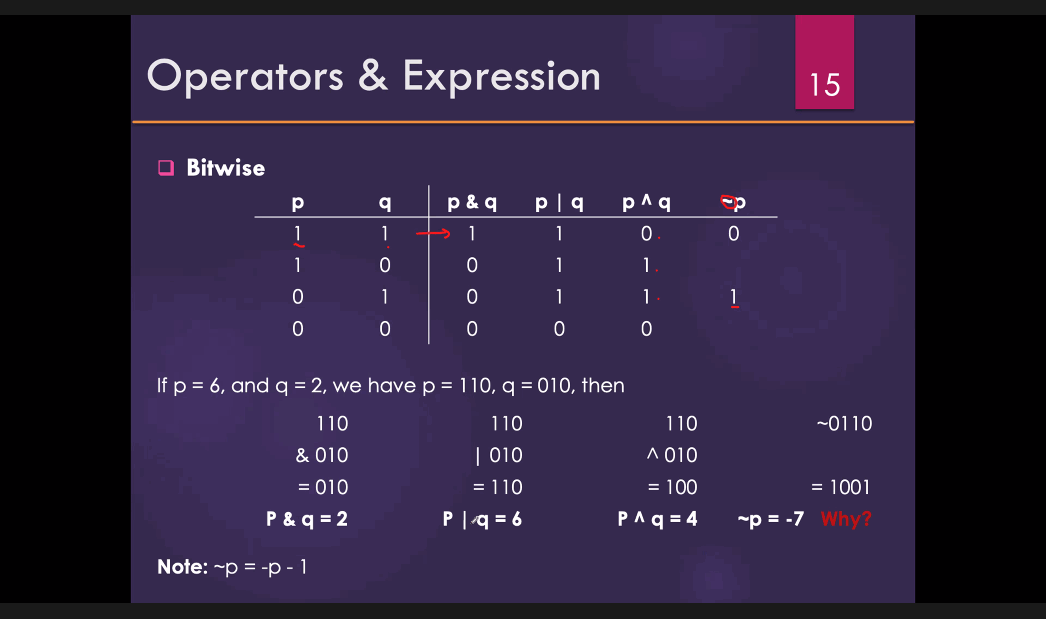 Operators & Expression
15
Bitwise
p q p & q p | q p ^ q ~p
1 1 1 1 0 0
1 0 0 1 1
0 1 0 1 1 1
0 0 0 0 0
If p = 6, and q = 2, we have p = 110, q = 010, then
110 110 110 ~0110
& 010 | 010 ^ 010
= 010 = 110 = 100 = 1001
P & q = 2 P | q = 6 P ^ q = 4 ~p = -7 Why?
Note: ~p = -p - 1